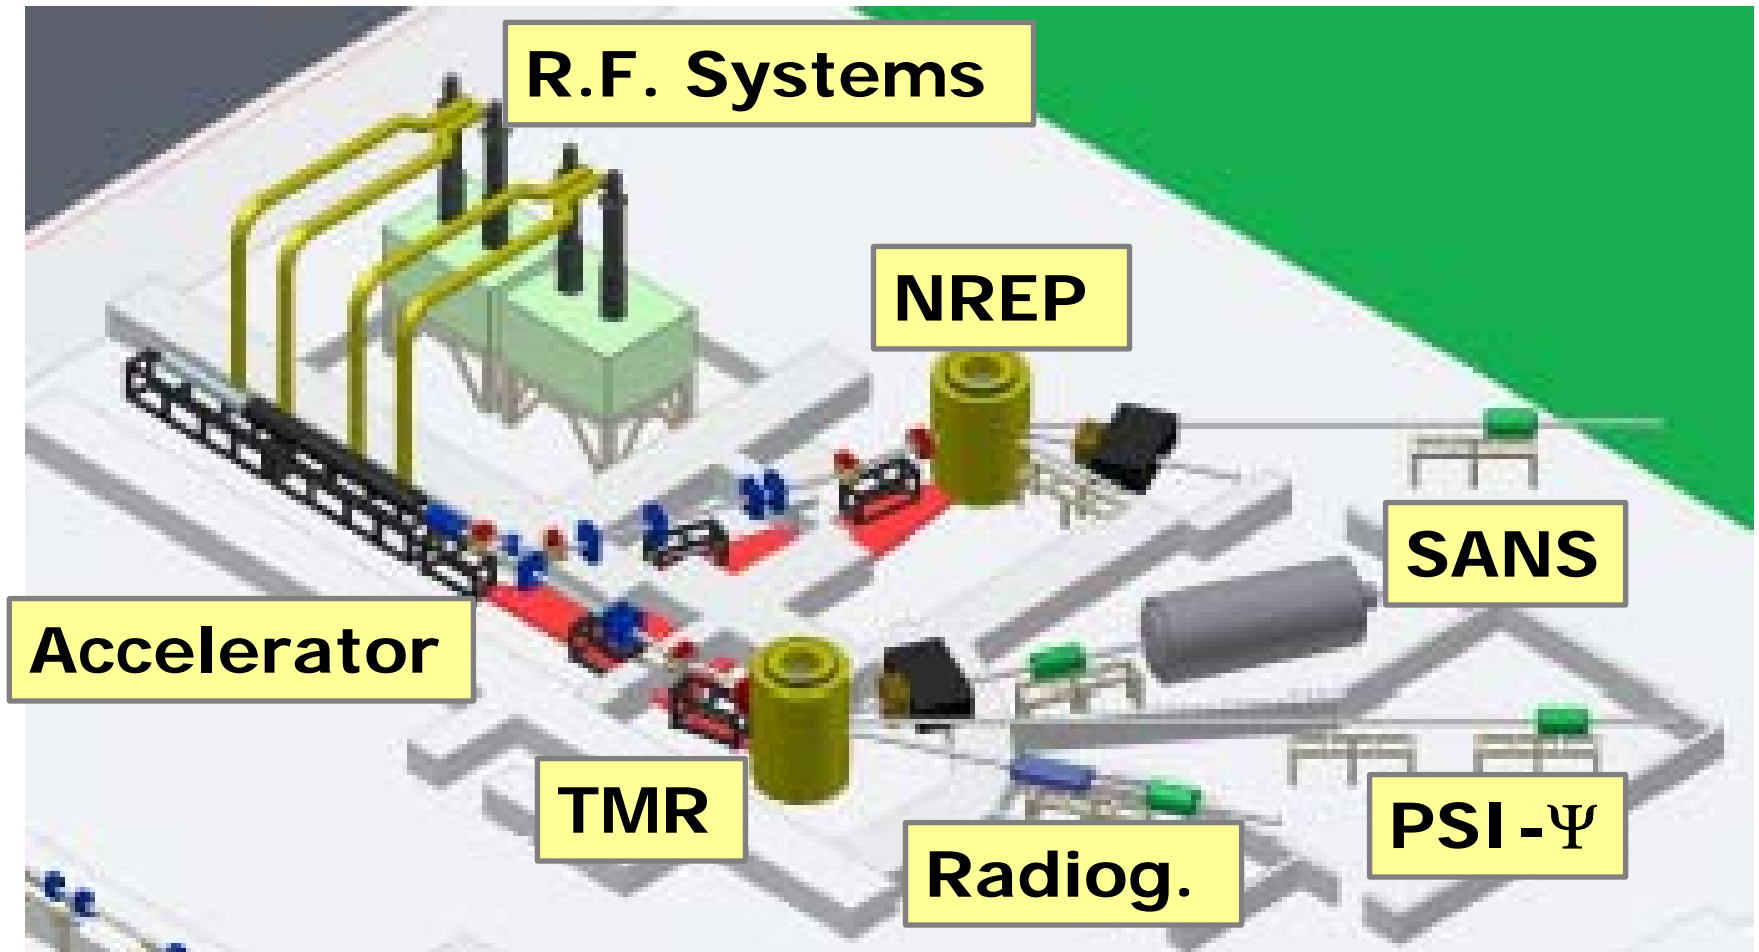 R.F. Systems
NREP
SANS
Accelerator
TMR
PSI-Ψ
Radiog.